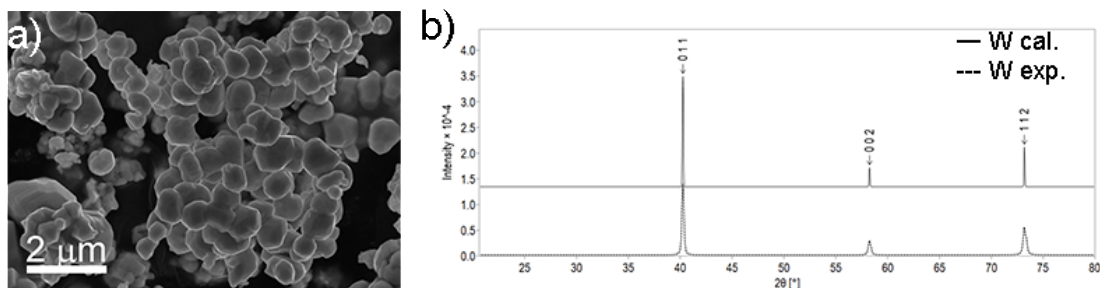 a)
2 μm
b)
W cal.
W exp.
0 1 1
0 0 2
1 1 2
Intensity × 10^-4
4.0
3.5
3.0
2.5
2.0
1.5
1.0
0.5
0.0
25 30 35 40 45 50 55 60 65 70 75 80
2θ [°]